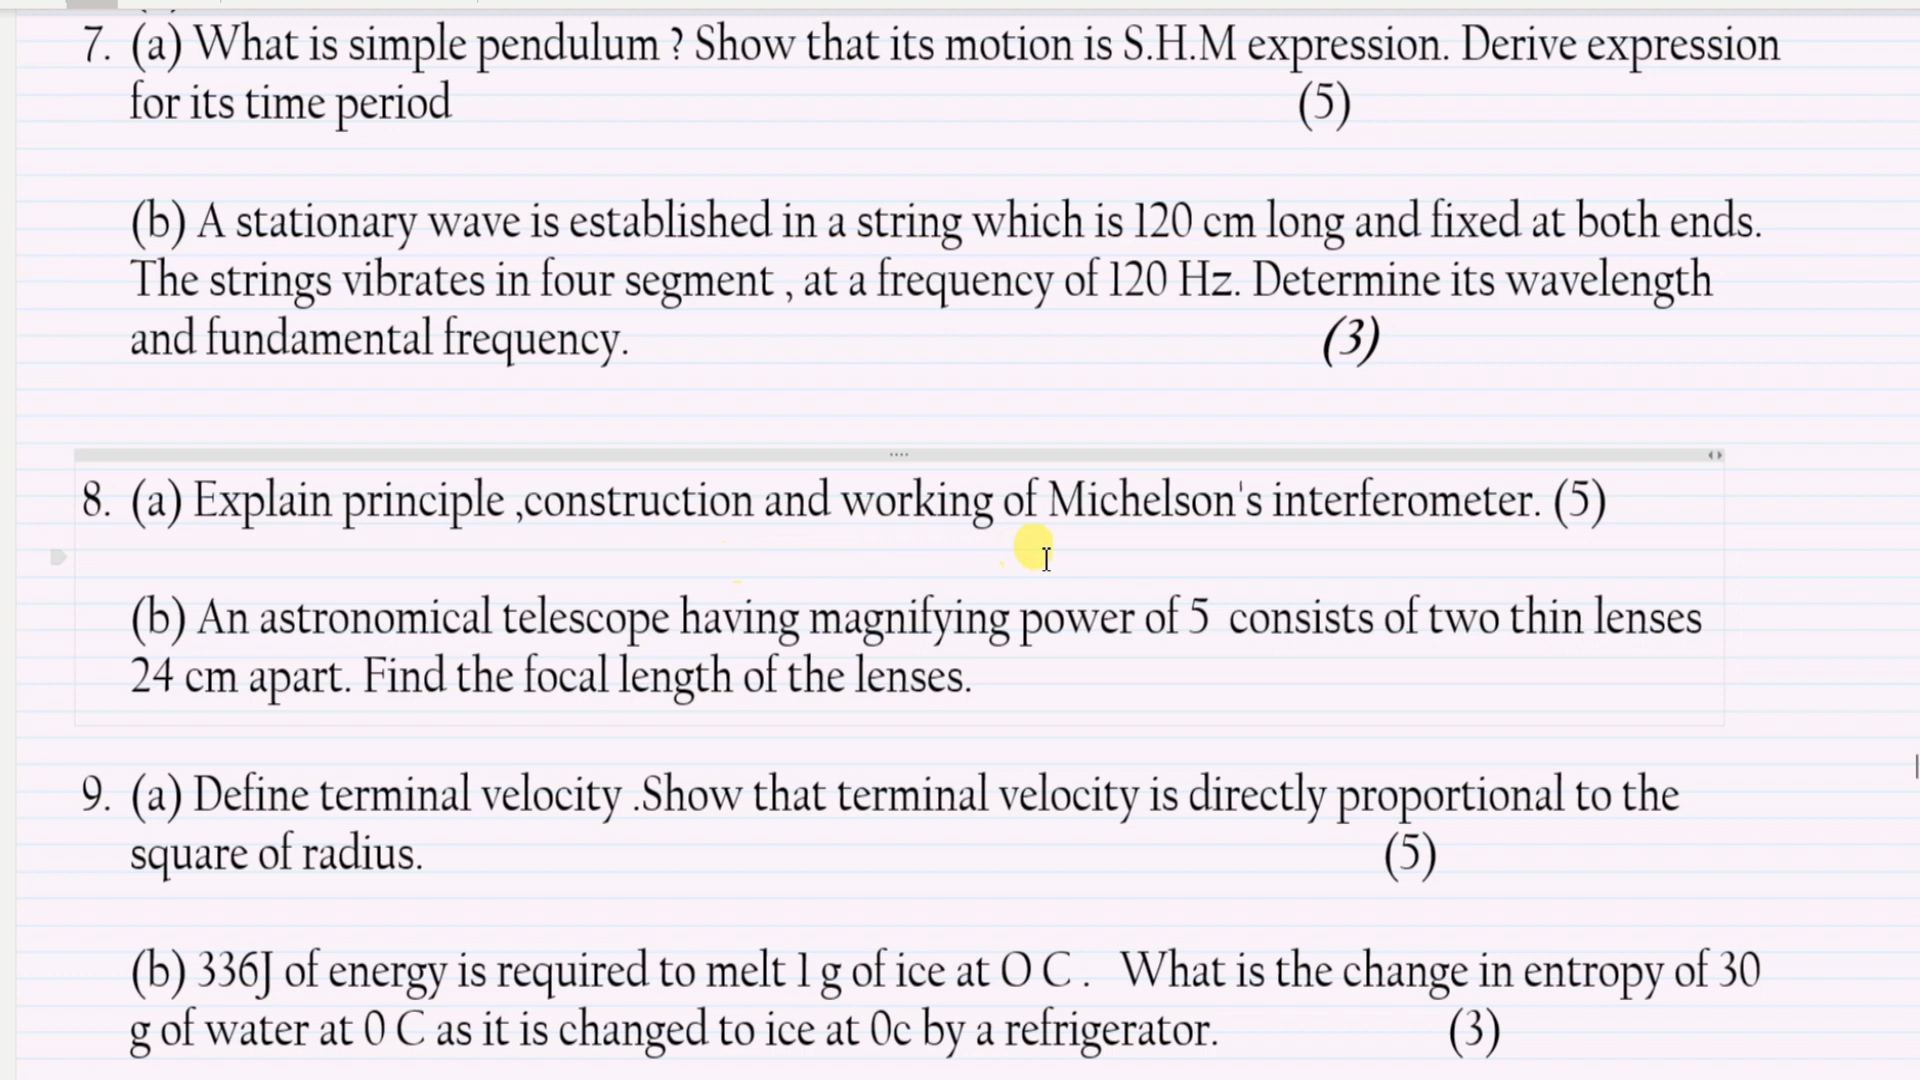 7. (a) What is simple pendulum ? Show that its motion is S.H.M expression. Derive expression
for its time period (5)
(b) A stationary wave is established in a string which is 120 cm long and fixed at both ends.
The strings vibrates in four segment , at a frequency of 120 Hz. Determine its wavelength
and fundamental frequency. (3)
8. (a) Explain principle ,construction and working of Michelson's interferometer. (5)
(b) An astronomical telescope having magnifying power of 5 consists of two thin lenses
24 cm apart. Find the focal length of the lenses.
9. (a) Define terminal velocity .Show that terminal velocity is directly proportional to the
square of radius. (5)
(b) 336J of energy is required to melt 1 g of ice at O C . What is the change in entropy of 30
g of water at 0 C as it is changed to ice at 0c by a refrigerator. (3)